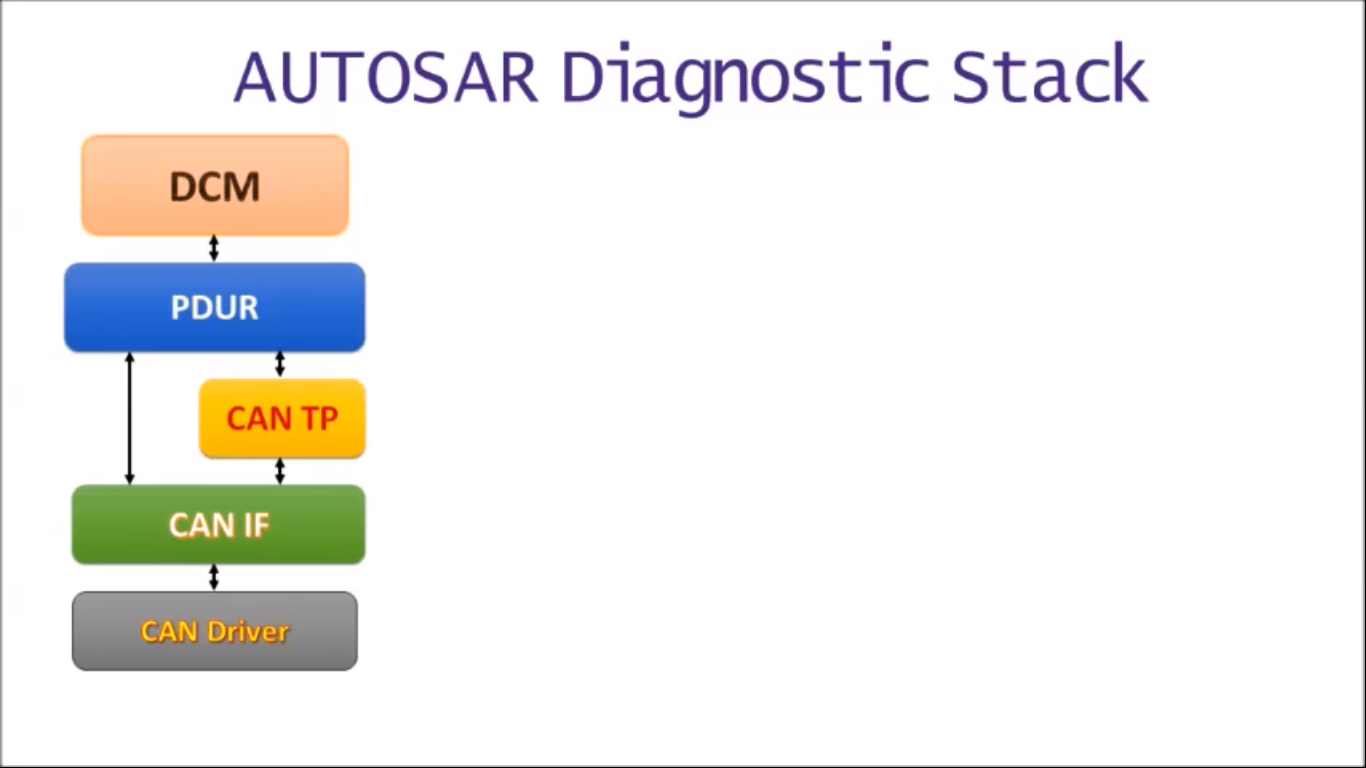 AUTOSAR Diagnostic Stack
DCM
PDUR
CAN TP
CAN IF
CAN Driver